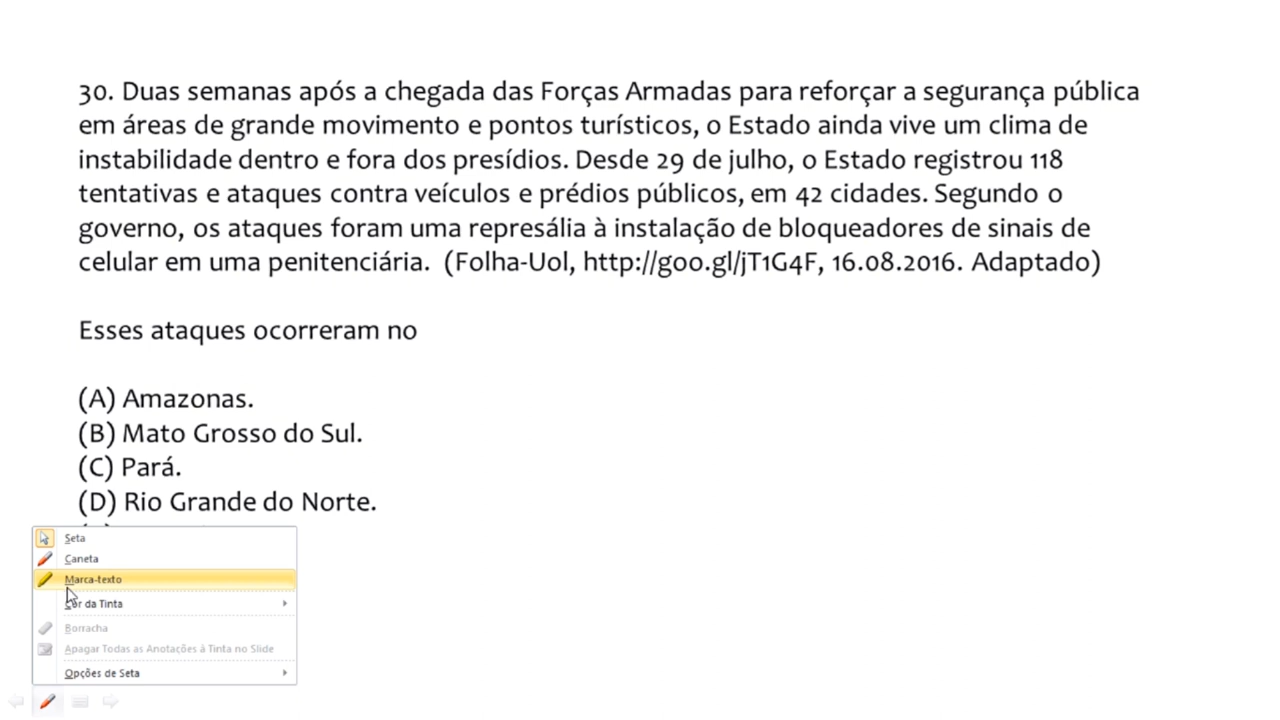 30. Duas semanas após a chegada das Forças Armadas para reforçar a segurança pública
em áreas de grande movimento e pontos turísticos, o Estado ainda vive um clima de
instabilidade dentro e fora dos presídios. Desde 29 de julho, o Estado registrou 118
tentativas e ataques contra veículos e prédios públicos, em 42 cidades. Segundo o
governo, os ataques foram uma represália à instalação de bloqueadores de sinais de
celular em uma penitenciária. (Folha-Uol, http://goo.gl/jT1G4F, 16.08.2016. Adaptado)
Esses ataques ocorreram no
(A) Amazonas.
(B) Mato Grosso do Sul.
(C) Pará.
(D) Rio Grande do Norte.
Seta
Caneta
Marca-texto
Cor da Tinta
Borracha
Apagar Todas as Anotações à Tinta no Slide
Opções de Seta